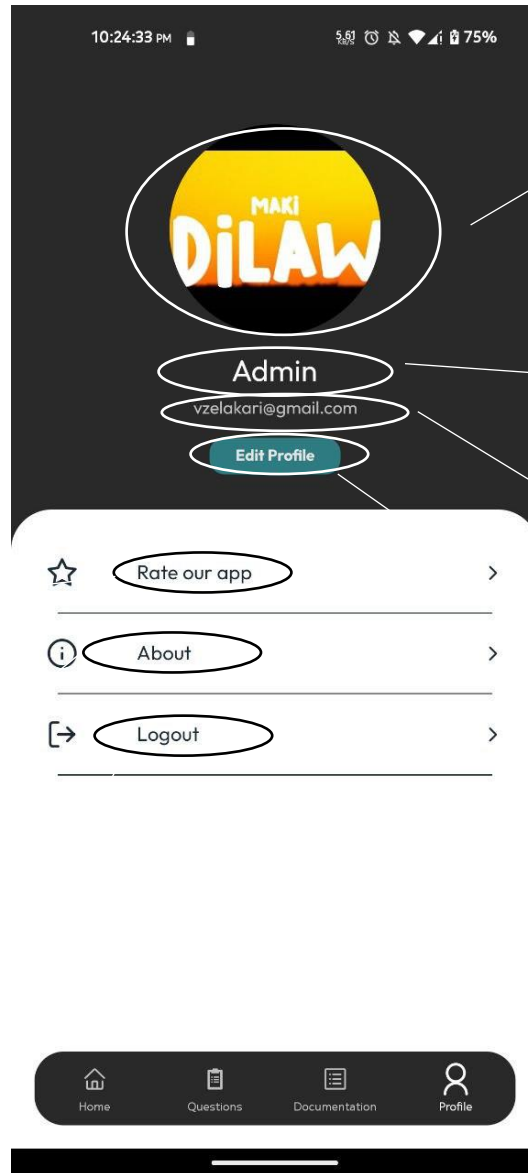 10:24:33 PM 5.61 KB/S 75%
MAKI
DiLAW
Admin
vzelakari@gmail.com
Edit Profile
Rate our app
About
Logout
Home Questions Documentation Profile